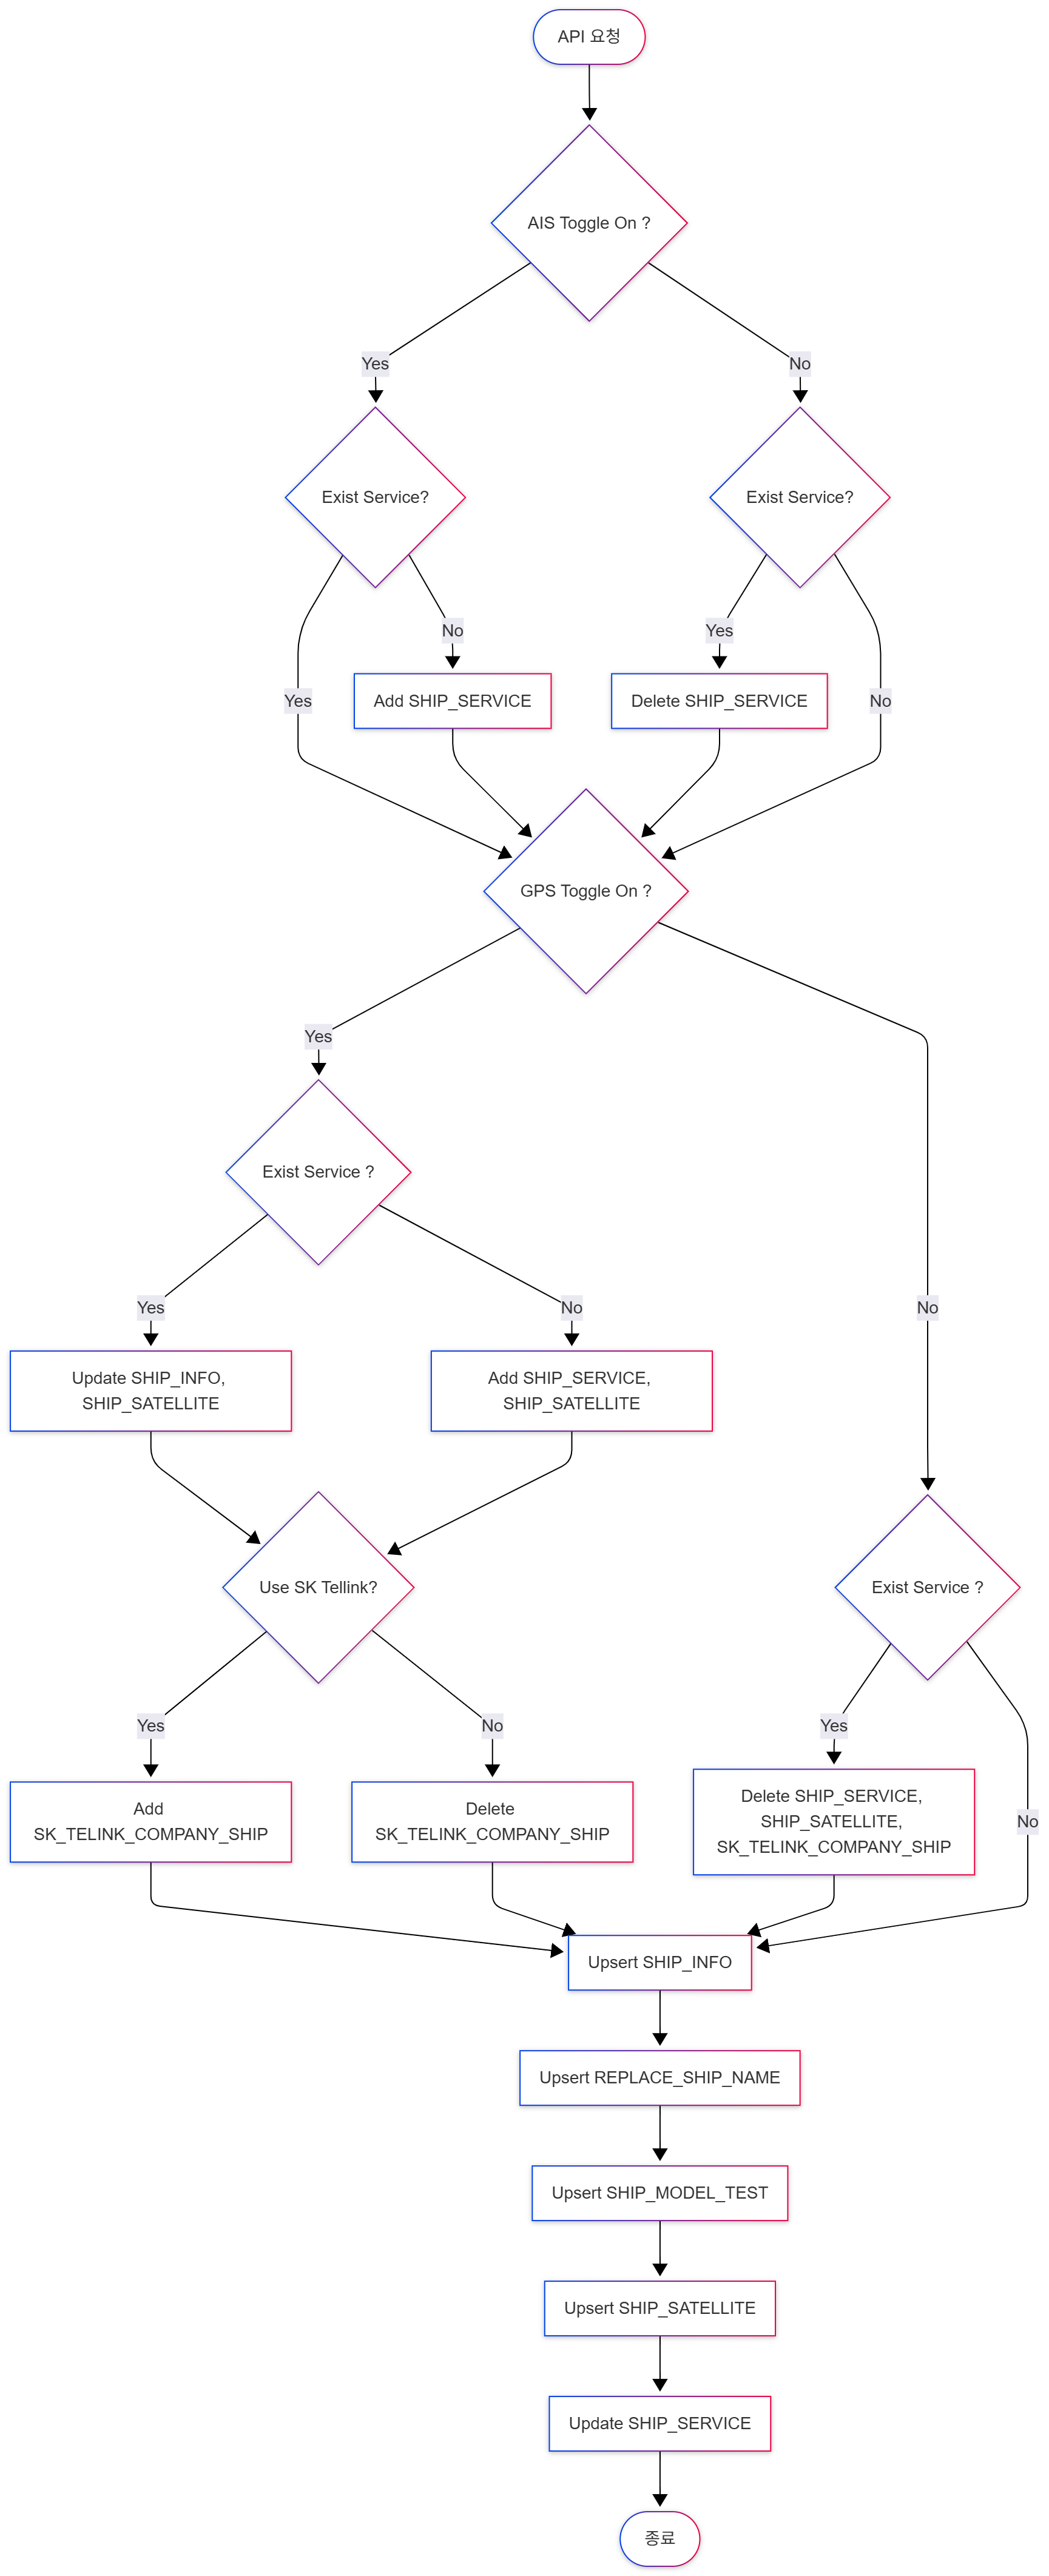 API 요청
AIS Toggle On ?
Yes
No
Exist Service?
Exist Service?
No
Yes
Yes
Add SHIP_SERVICE
Delete SHIP_SERVICE
No
GPS Toggle On ?
Yes
Exist Service ?
Yes
No
No
Update SHIP_INFO,
SHIP_SATELLITE
Add SHIP_SERVICE,
SHIP_SATELLITE
Use SK Tellink?
Exist Service ?
Yes
No
Yes
Add
SK_TELINK_COMPANY_SHIP
Delete
SK_TELINK_COMPANY_SHIP
Delete SHIP_SERVICE,
SHIP_SATELLITE,
SK_TELINK_COMPANY_SHIP
No
Upsert SHIP_INFO
Upsert REPLACE_SHIP_NAME
Upsert SHIP_MODEL_TEST
Upsert SHIP_SATELLITE
Update SHIP_SERVICE
종료